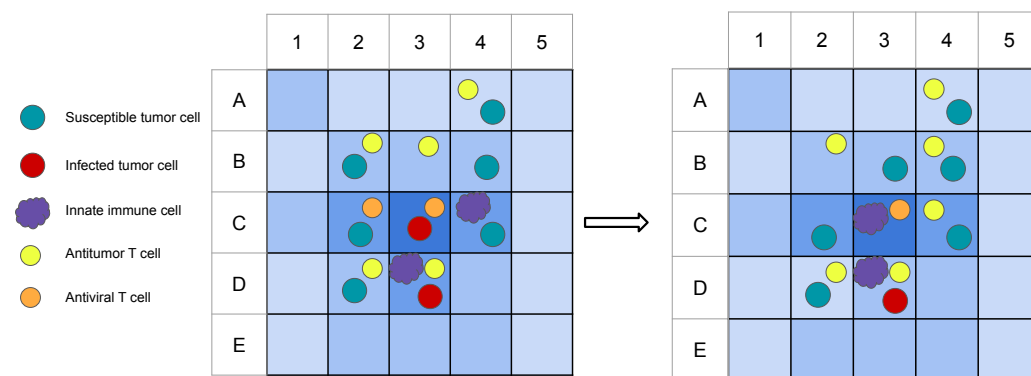 1 2 3 4 5
1 2 3 4 5
A
A
Susceptible tumor cell
B
B
Infected tumor cell
Innate immune cell
C
C
Antitumor T cell
D
D
Antiviral T cell
E
E